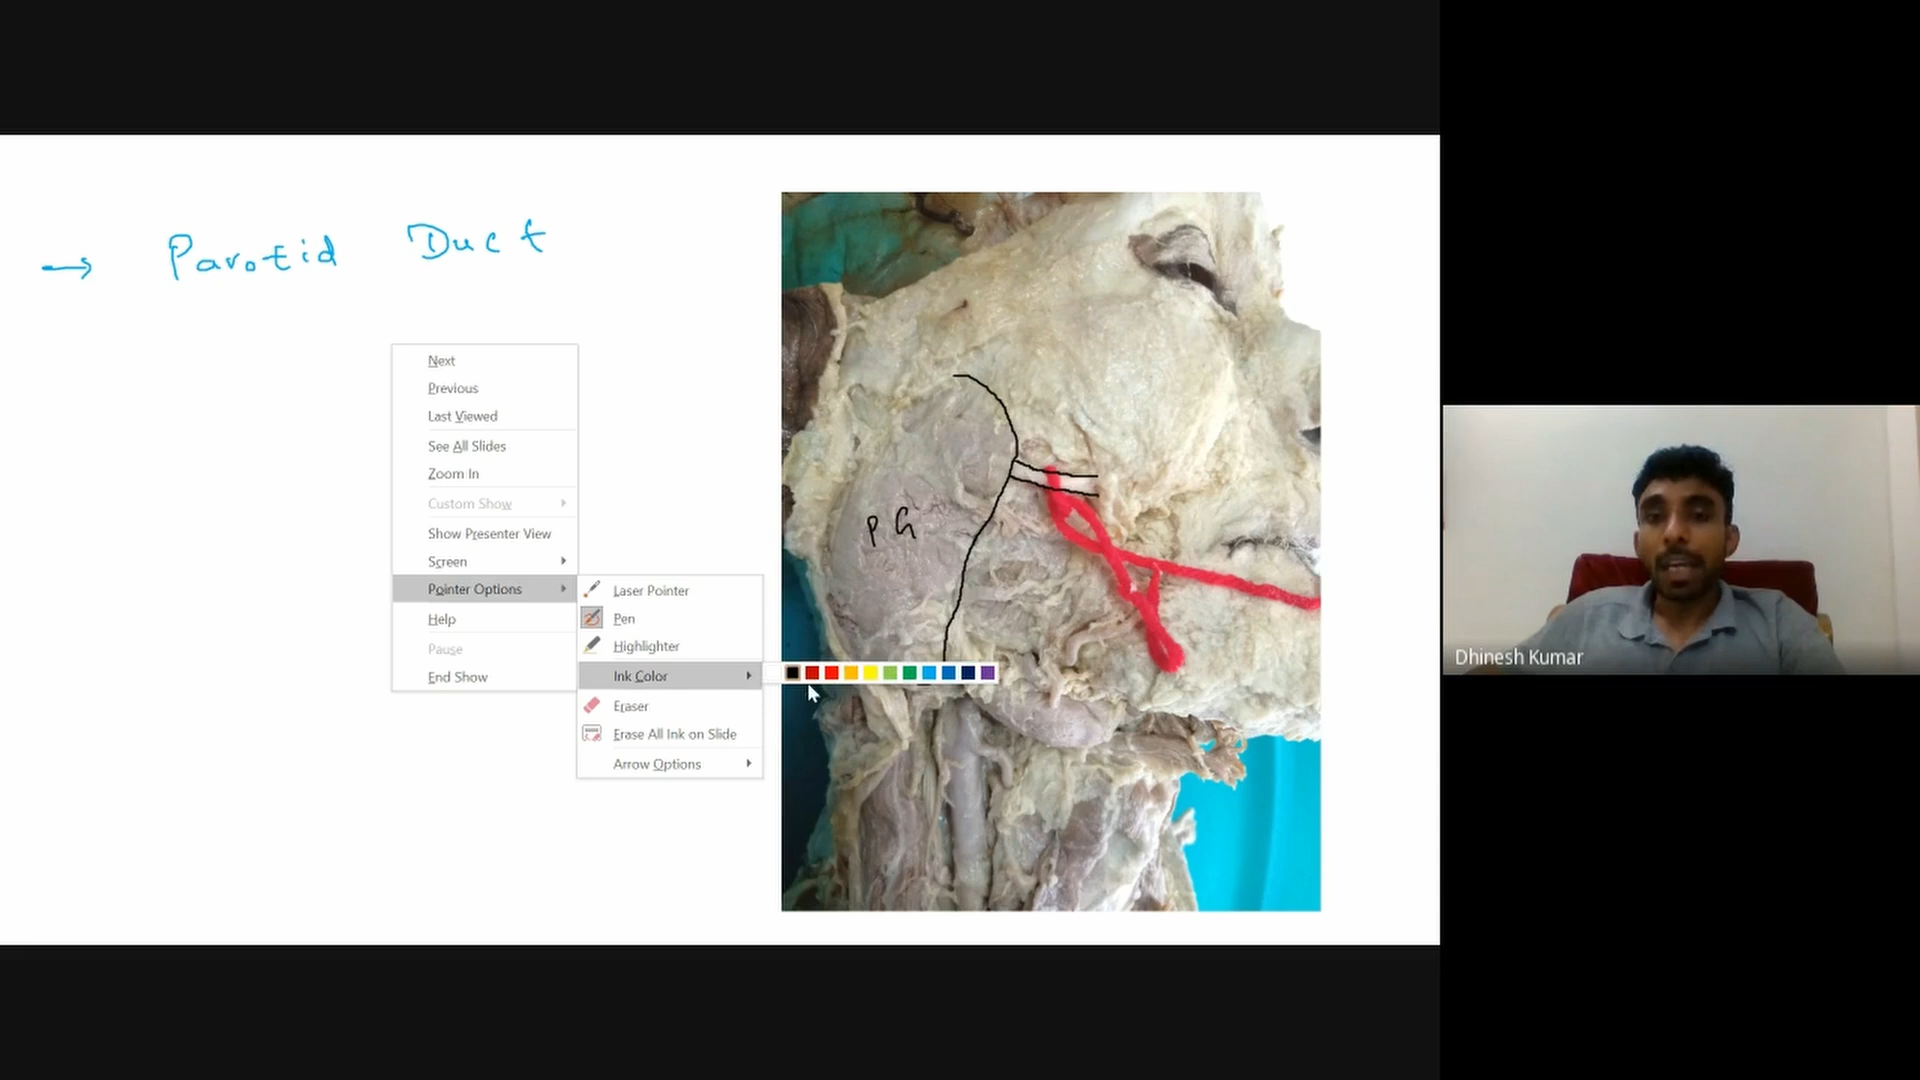 → Parotid Duct
Next
Previous
Last Viewed
See All Slides
Zoom In
Custom Show
Show Presenter View
Screen
Pointer Options
Help
Pause
End Show
Laser Pointer
Pen
Highlighter
Ink Color
Eraser
Erase All Ink on Slide
Arrow Options
PG
Dhinesh Kumar